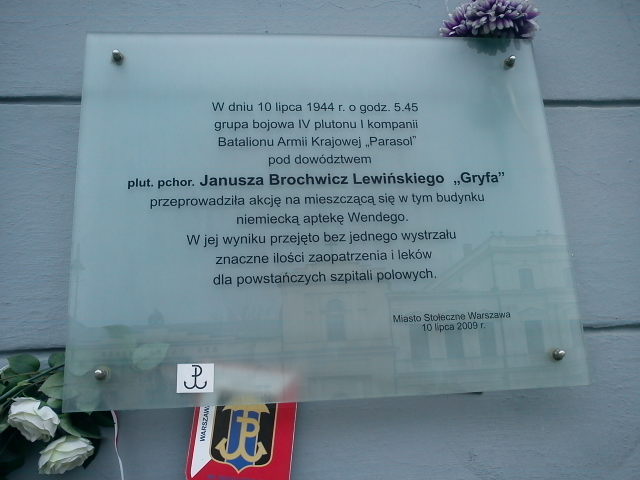 W dniu 10 lipca 1944 r. o godz. 5.45
grupa bojowa IV plutonu I kompanii
Batalionu Armii Krajowej „Parasol”
pod dowództwem
plut. pchor. Janusza Brochwicz Lewińskiego „Gryfa”
przeprowadziła akcję na mieszczącą się w tym budynku
niemiecką aptekę Wendego.
W jej wyniku przejęto bez jednego wystrzału
znaczne ilości zaopatrzenia i leków
dla powstańczych szpitali polowych.
Miasto Stołeczne Warszawa
10 lipca 2009 r.
WARSZAWA